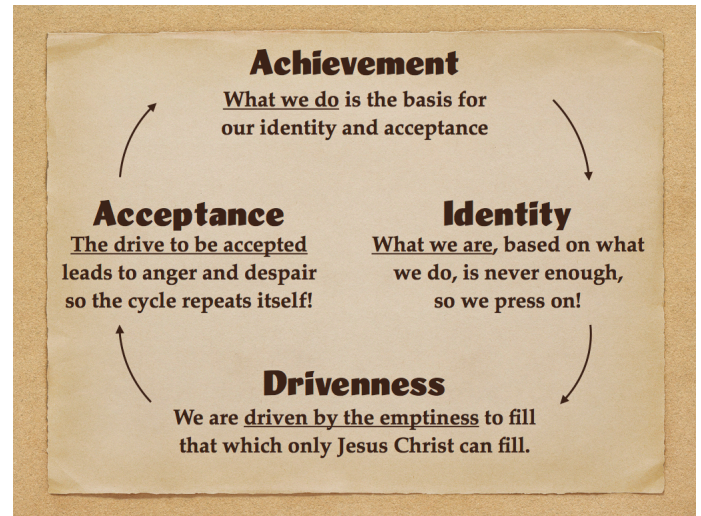 Achievement
What we do is the basis for
our identity and acceptance
Acceptance
The drive to be accepted
leads to anger and despair
so the cycle repeats itself!
Identity
What we are, based on what
we do, is never enough,
so we press on!
Drivenness
We are driven by the emptiness to fill
that which only Jesus Christ can fill.